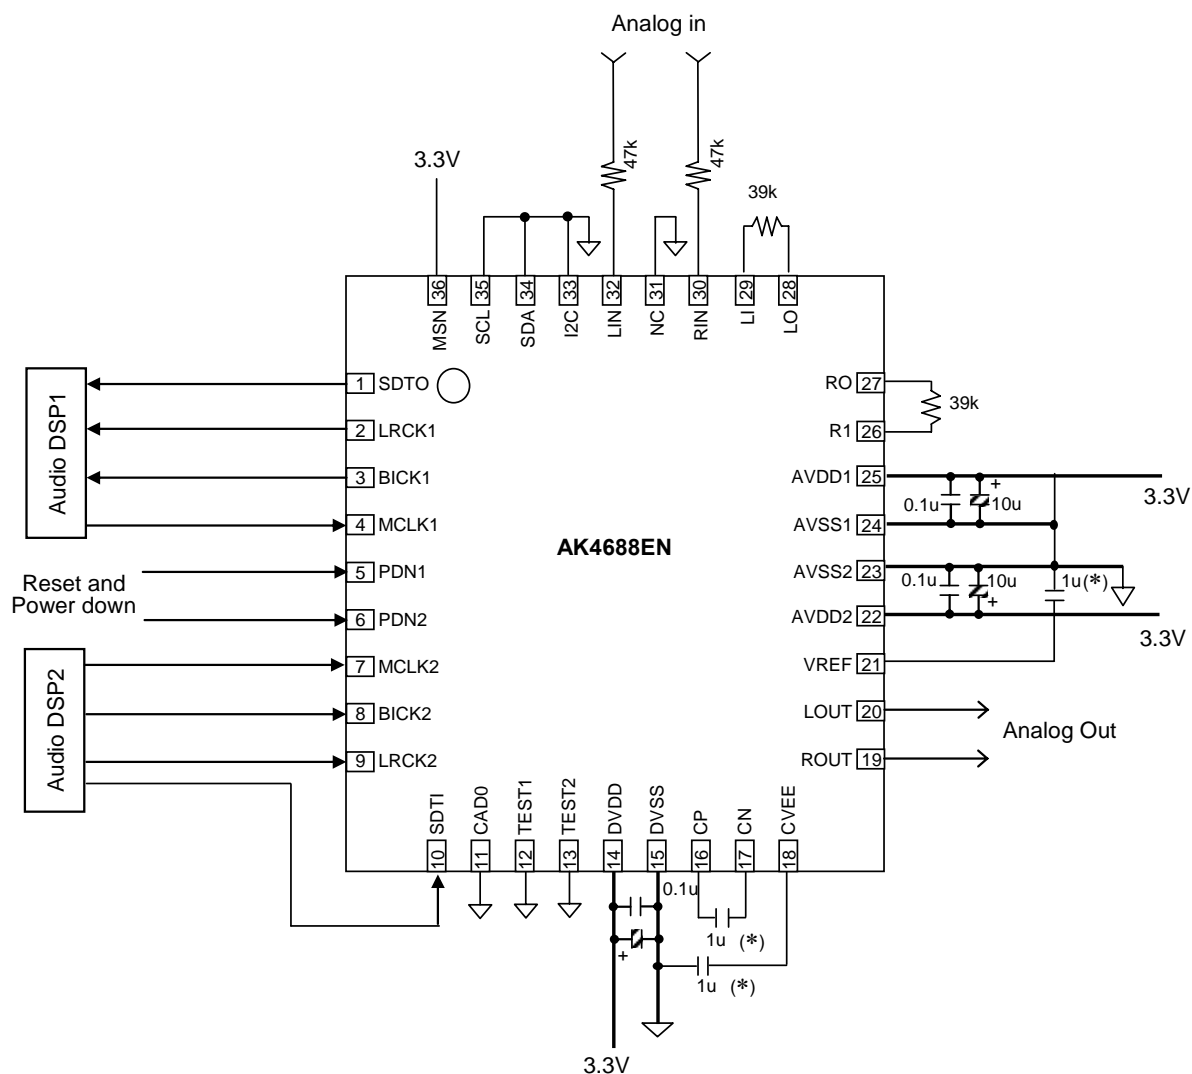 Analog in
47k
47k
3.3V
39k
36
35
34
33
32
31
30
29
28
MSN
SCL
SDA
I2C
LIN
NC
RIN
LI
LO
Audio DSP1
1 SDTO
2 LRCK1
3 BICK1
4 MCLK1
Reset and
Power down
5 PDN1
6 PDN2
Audio DSP2
7 MCLK2
8 BICK2
9 LRCK2
AK4688EN
RO 27
39k
R1 26
AVDD1 25
3.3V
0.1u
+
10u
AVSS1 24
AVSS2 23
0.1u
10u
+
1u(*)
AVDD2 22
3.3V
VREF 21
LOUT 20
Analog Out
ROUT 19
SDTI
CAD0
TEST1
TEST2
DVDD
DVSS
CP
CN
CVEE
10
11
12
13
14
15
16
17
18
0.1u
+
1u (*)
1u (*)
3.3V